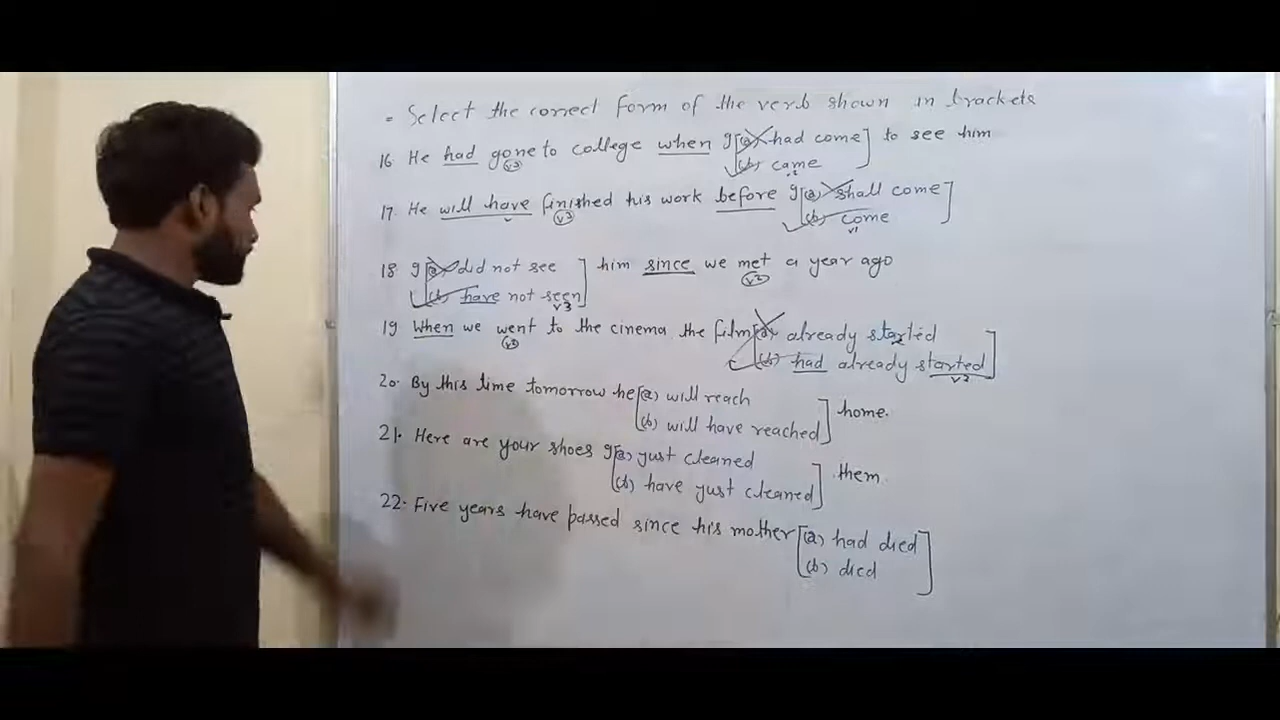 = Select the correct form of the verb shown in brackets
16 He had gone to college when I [(a) had come] to see him
v3 (b) came
v2
17. He will have finished his work before I [(a) shall come]
v3 (b) come
v1
18 I [(a) did not see] him since we met a year ago
(b) have not seen v2
v3
19 When we went to the cinema the film [(a) already started
v2 (b) had already started]
v3
20. By this time tomorrow he [(a) will reach
(b) will have reached] home.
21. Here are your shoes I [(a) just cleaned
(b) have just cleaned] them.
22. Five years have passed since his mother [(a) had died
(b) died]